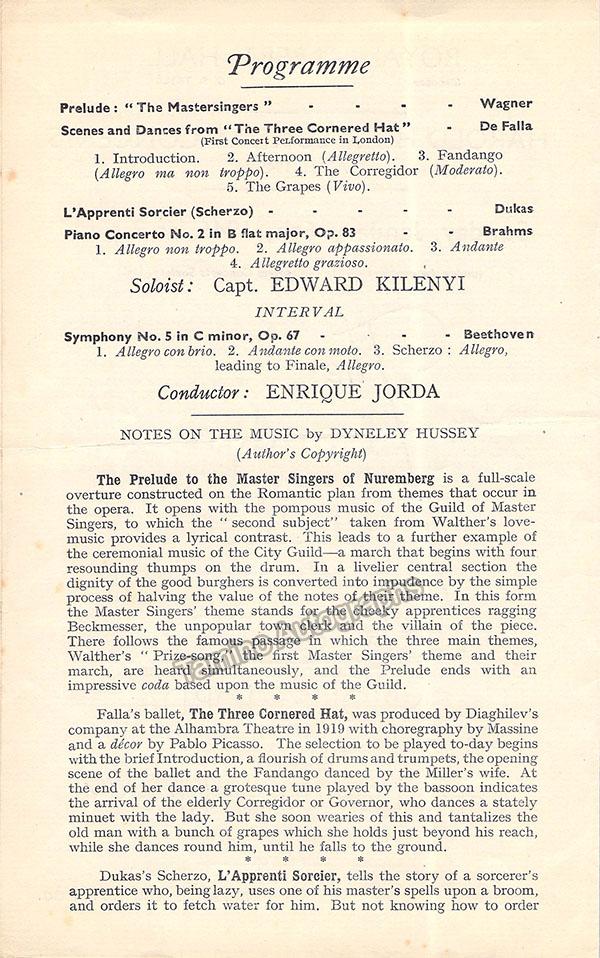 Programme
Prelude : " The Mastersingers " - - - - Wagner
Scenes and Dances from " The Three Cornered Hat " - De Falla
(First Concert Performance in London)
1. Introduction. 2. Afternoon (Allegretto). 3. Fandango
(Allegro ma non troppo). 4. The Corregidor (Moderato).
5. The Grapes (Vivo).
L'Apprenti Sorcier (Scherzo) - - - - - Dukas
Piano Concerto No. 2 in B flat major, Op. 83 - - Brahms
1. Allegro non troppo. 2. Allegro appassionato. 3. Andante
4. Allegretto grazioso.
Soloist : Capt. EDWARD KILENYI
INTERVAL
Symphony No. 5 in C minor, Op. 67 - - - Beethoven
1. Allegro con brio. 2. Andante con moto. 3. Scherzo : Allegro,
leading to Finale, Allegro.
Conductor : ENRIQUE JORDA
NOTES ON THE MUSIC by DYNELEY HUSSEY
(Author's Copyright)
The Prelude to the Master Singers of Nuremberg is a full-scale
overture constructed on the Romantic plan from themes that occur in
the opera. It opens with the pompous music of the Guild of Master
Singers, to which the " second subject " taken from Walther's love-
music provides a lyrical contrast. This leads to a further example of
the ceremonial music of the City Guild—a march that begins with four
resounding thumps on the drum. In a livelier central section the
dignity of the good burghers is converted into impudence by the simple
process of halving the value of the notes of their theme. In this form
the Master Singers' theme stands for the cheeky apprentices ragging
Beckmesser, the unpopular town clerk and the villain of the piece.
There follows the famous passage in which the three main themes,
Walther's " Prize-song, the first Master Singers' theme and their
march, are heard simultaneously, and the Prelude ends with an
impressive coda based upon the music of the Guild.
* * * *
Falla's ballet, The Three Cornered Hat, was produced by Diaghilev's
company at the Alhambra Theatre in 1919 with choregraphy by Massine
and a décor by Pablo Picasso. The selection to be played to-day begins
with the brief Introduction, a flourish of drums and trumpets, the opening
scene of the ballet and the Fandango danced by the Miller's wife. At
the end of her dance a grotesque tune played by the bassoon indicates
the arrival of the elderly Corregidor or Governor, who dances a stately
minuet with the lady. But she soon wearies of this and tantalizes the
old man with a bunch of grapes which she holds just beyond his reach,
while she dances round him, until he falls to the ground.
* * * *
Dukas's Scherzo, L'Apprenti Sorcier, tells the story of a sorcerer's
apprentice who, being lazy, uses one of his master's spells upon a broom,
and orders it to fetch water for him. But not knowing how to order
Tamino Autographs